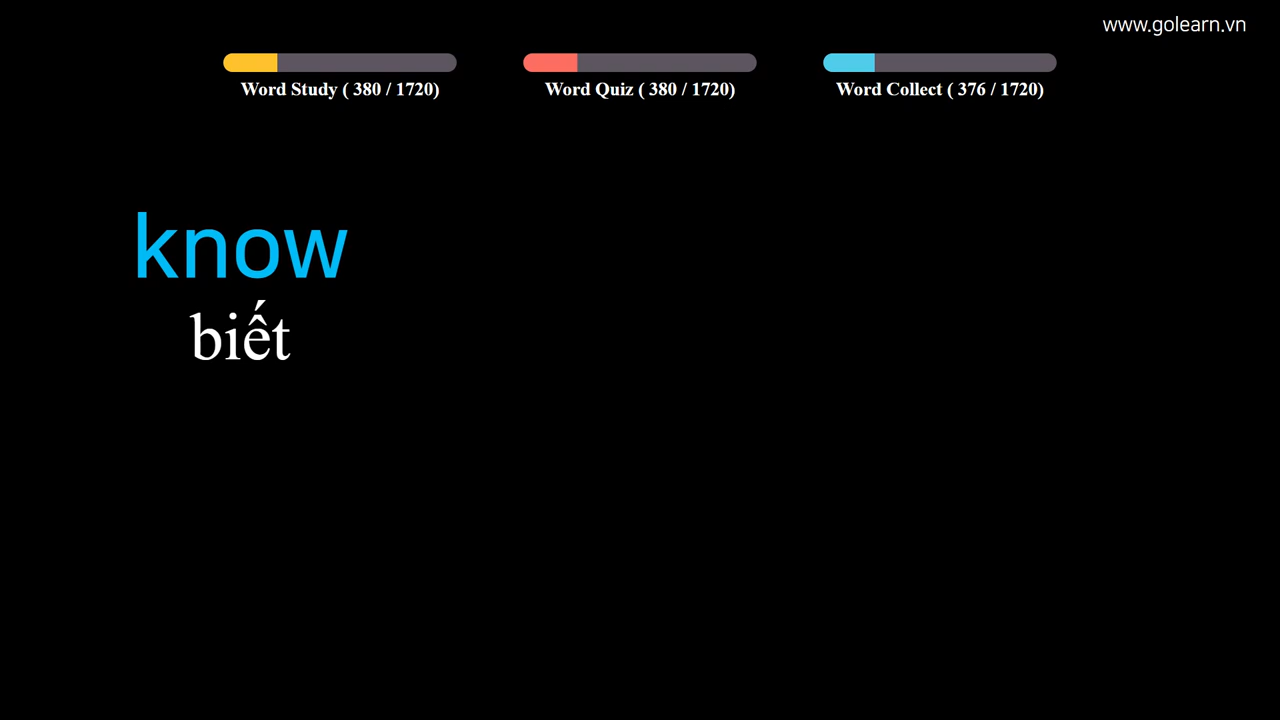 www.golearn.vn
Word Study ( 380 / 1720)
Word Quiz ( 380 / 1720)
Word Collect ( 376 / 1720)
know
biết